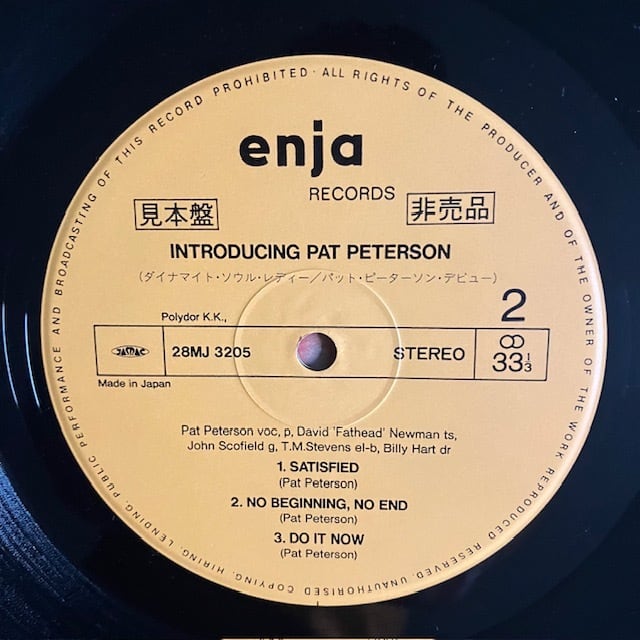 PUBLIC PERFORMANCE AND BROADCASTING OF THIS RECORD PROHIBITED · ALL RIGHTS OF THE PRODUCER AND OF THE OWNER OF THE WORK REPRODUCED RESERVED. UNAUTHORISED COPYING, HIRING, LENDING,
enja
RECORDS
見本盤
非売品
INTRODUCING PAT PETERSON
(ダイナマイト・ソウル・レディー/パット・ピーターソン・デビュー)
2
Polydor K.K.,
JASRAC
28MJ 3205
STEREO
33 1/3
Made in Japan
Pat Peterson voc, p, David 'Fathead' Newman ts,
John Scofield g, T.M.Stevens el-b, Billy Hart dr
1. SATISFIED
(Pat Peterson)
2. NO BEGINNING, NO END
(Pat Peterson)
3. DO IT NOW
(Pat Peterson)